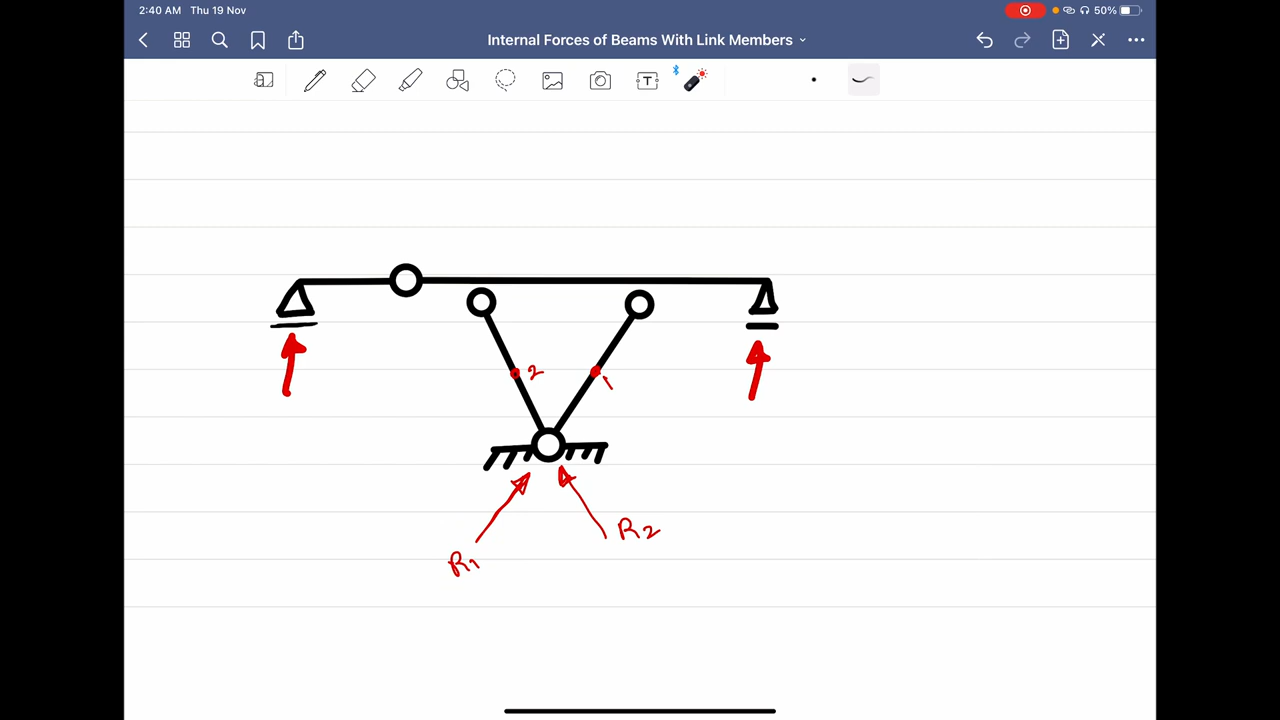 2:40 AM Thu 19 Nov
50%
Internal Forces of Beams With Link Members
T
2
1
R1
R2